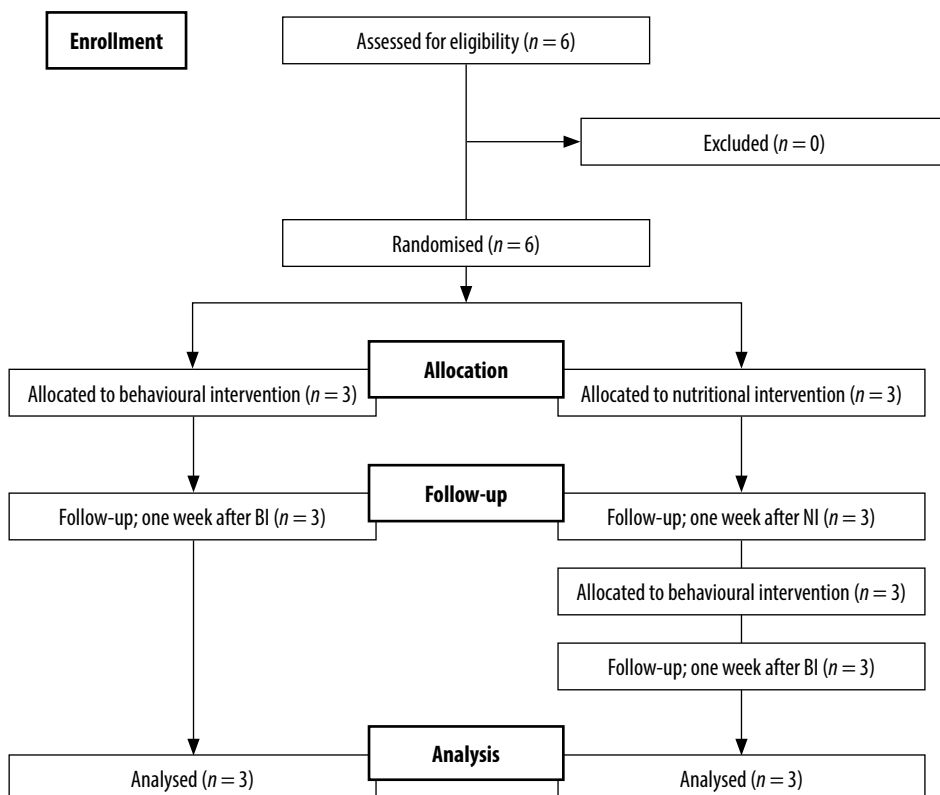 Enrollment
Assessed for eligibility (n = 6)
Excluded (n = 0)
Randomised (n = 6)
Allocation
Allocated to behavioural intervention (n = 3)
Allocated to nutritional intervention (n = 3)
Follow-up
Follow-up; one week after BI (n = 3)
Follow-up; one week after NI (n = 3)
Allocated to behavioural intervention (n = 3)
Follow-up; one week after BI (n = 3)
Analysis
Analysed (n = 3)
Analysed (n = 3)